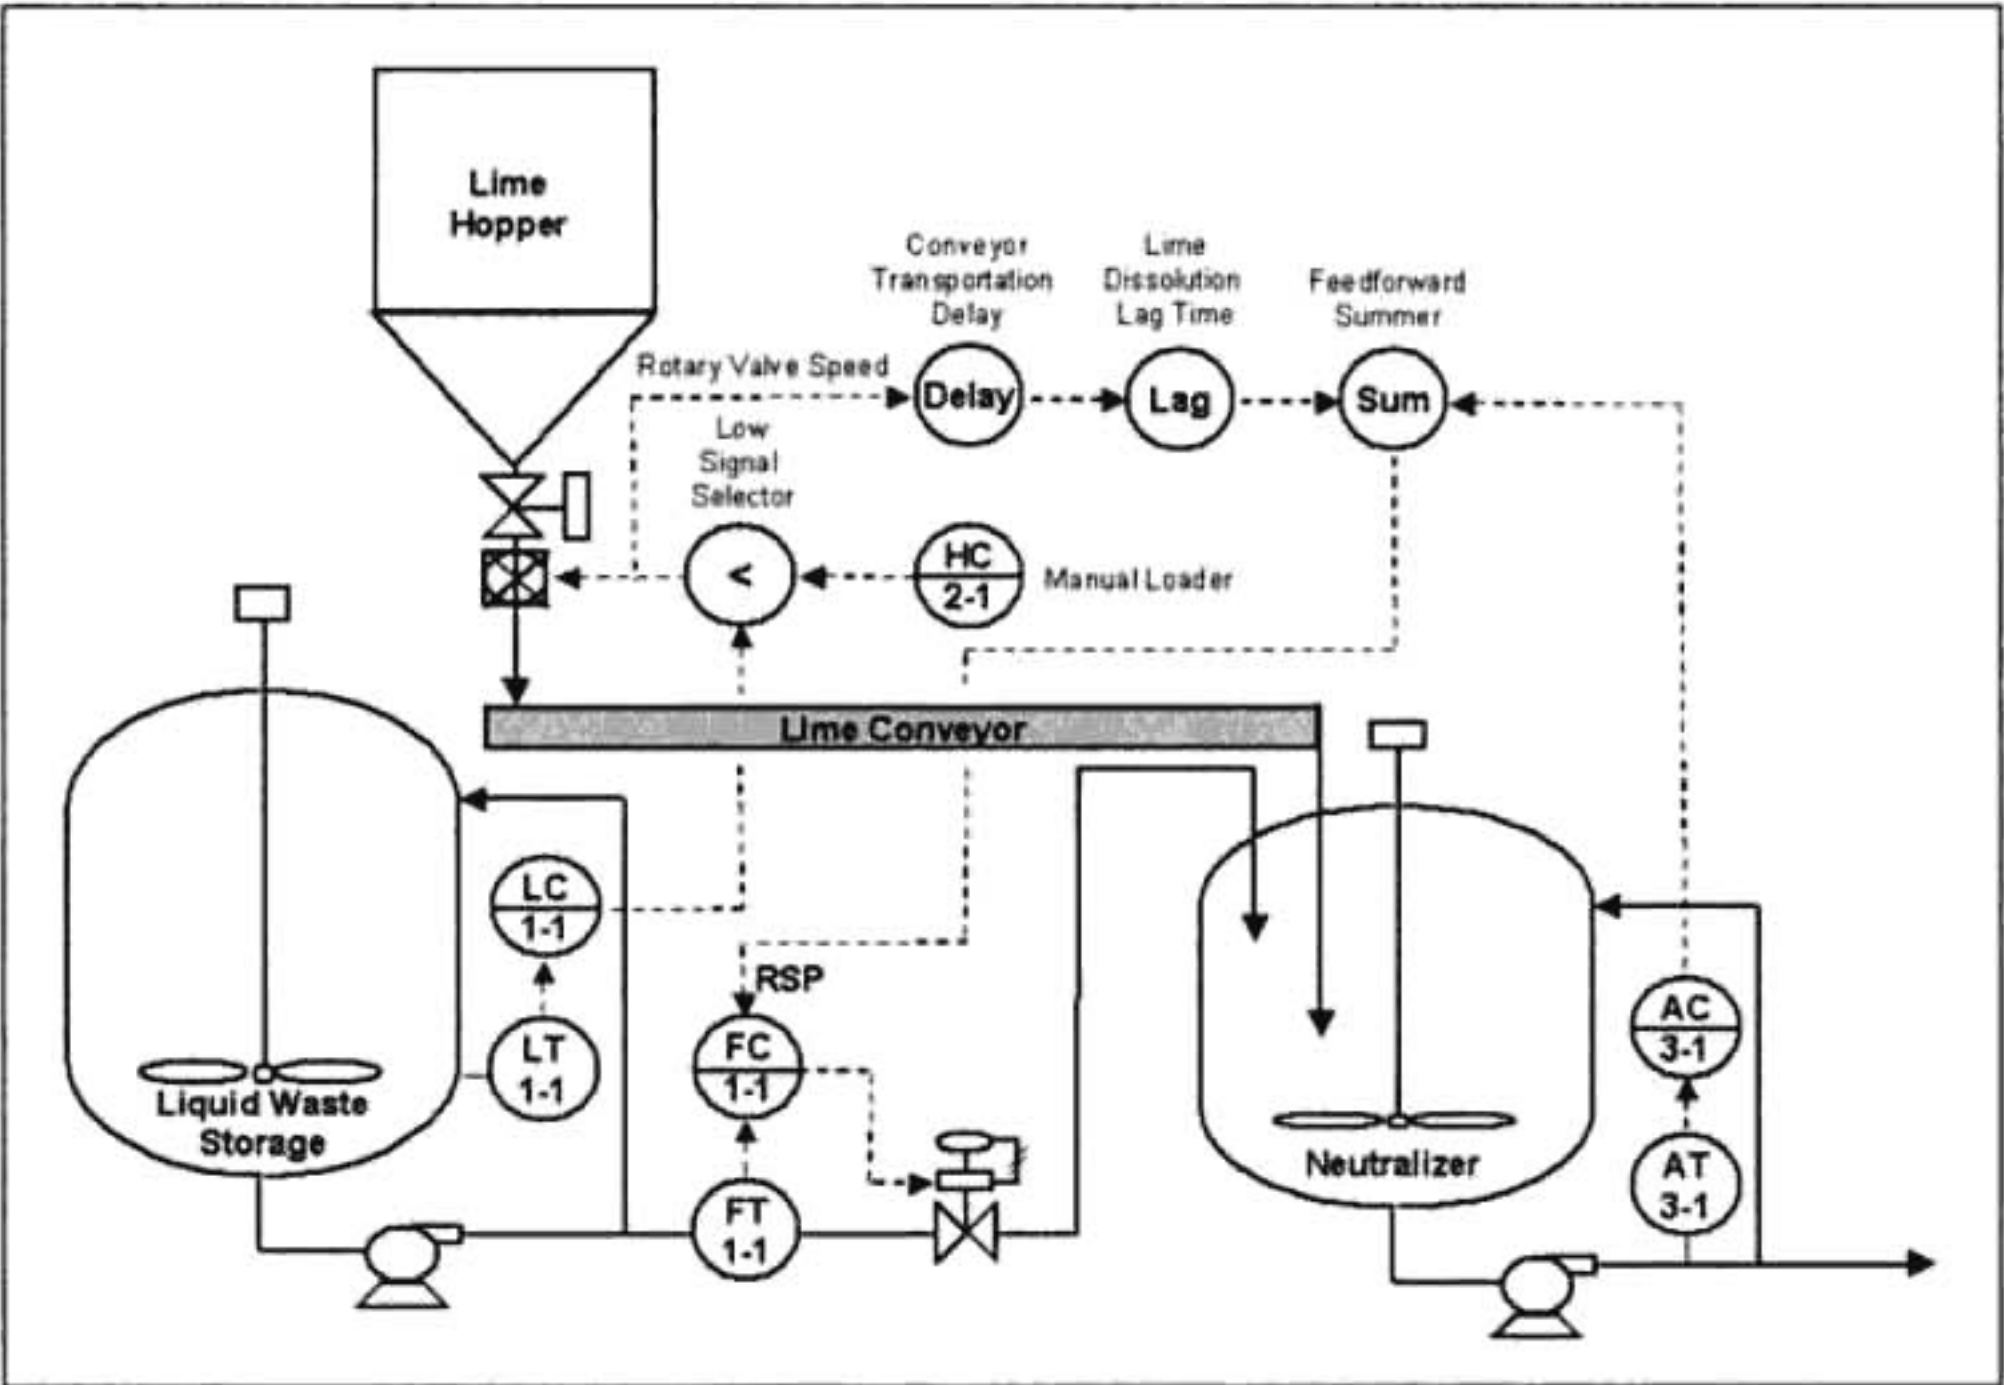 Lime
Hopper
Conveyor
Transportation
Delay
Lime
Dissolution
Lag Time
Feedforward
Summer
Rotary Valve Speed
Delay
Lag
Sum
Low
Signal
Selector
<
HC
2-1
Manual Loader
Lime Conveyor
LC
1-1
RSP
LT
1-1
FC
1-1
AC
3-1
Liquid Waste
Storage
Neutralizer
AT
3-1
FT
1-1